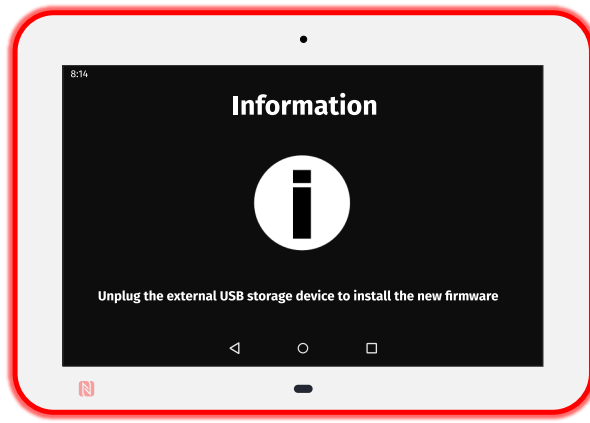 8:14
Information
Unplug the external USB storage device to install the new firmware